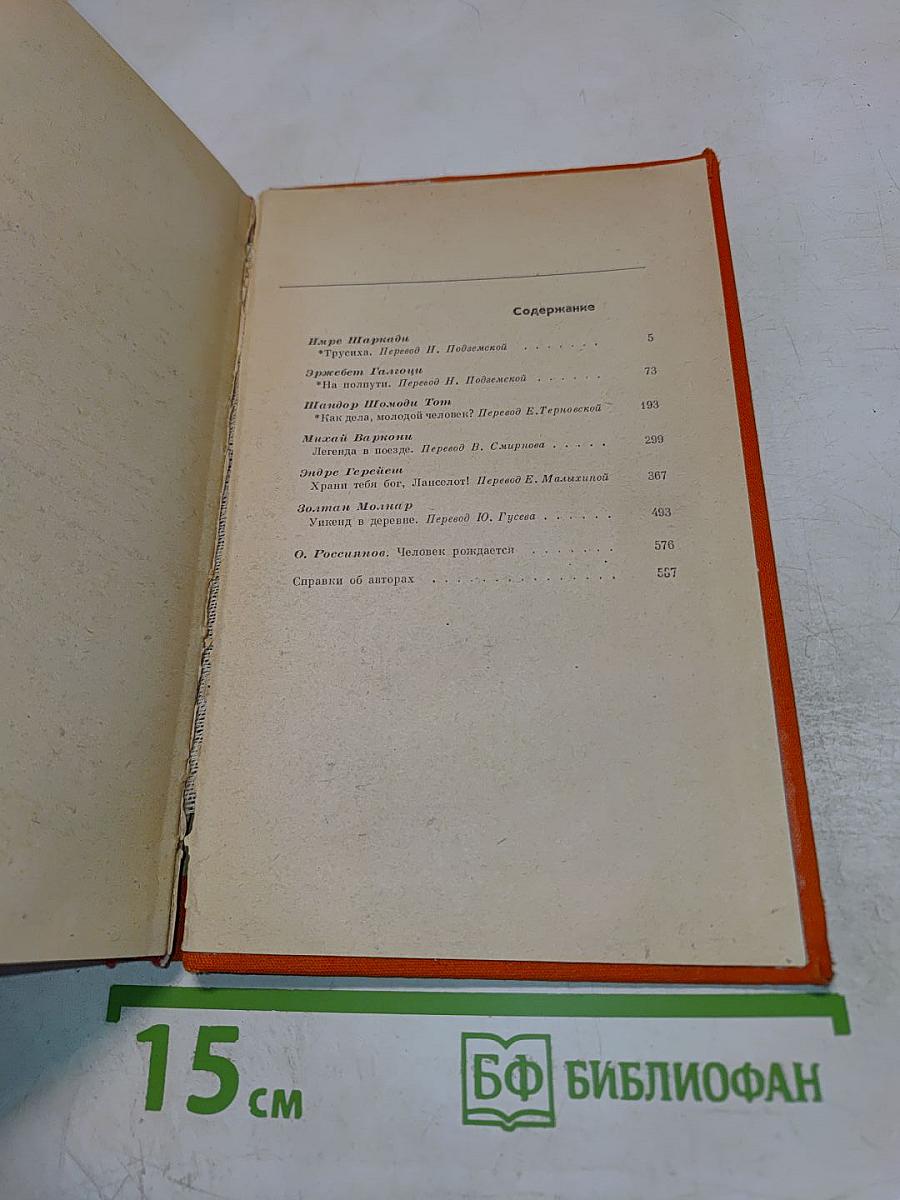 Содержание
Имре Шаркади
*Трусиха. Перевод Н. Подземской . . . . . . . 5
Эржебет Галгоци
*На полпути. Перевод Н. Подземской . . . . . . 73
Шандор Шомоди Тот
*Как дела, молодой человек? Перевод Е. Терновской 193
Михай Варкони
Легенда в поезде. Перевод В. Смирнова . . . . . 299
Эндре Герейеш
Храни тебя бог, Ланселот! Перевод Е. Малыхиной 367
Золтан Молнар
Уикенд в деревне. Перевод Ю. Гусева . . . . . . 493
О. Россиянов. Человек рождается . . . . . . . 576
Справки об авторах . . . . . . . . . . . . . . 587
15 см
БФ БИБЛИОФАН